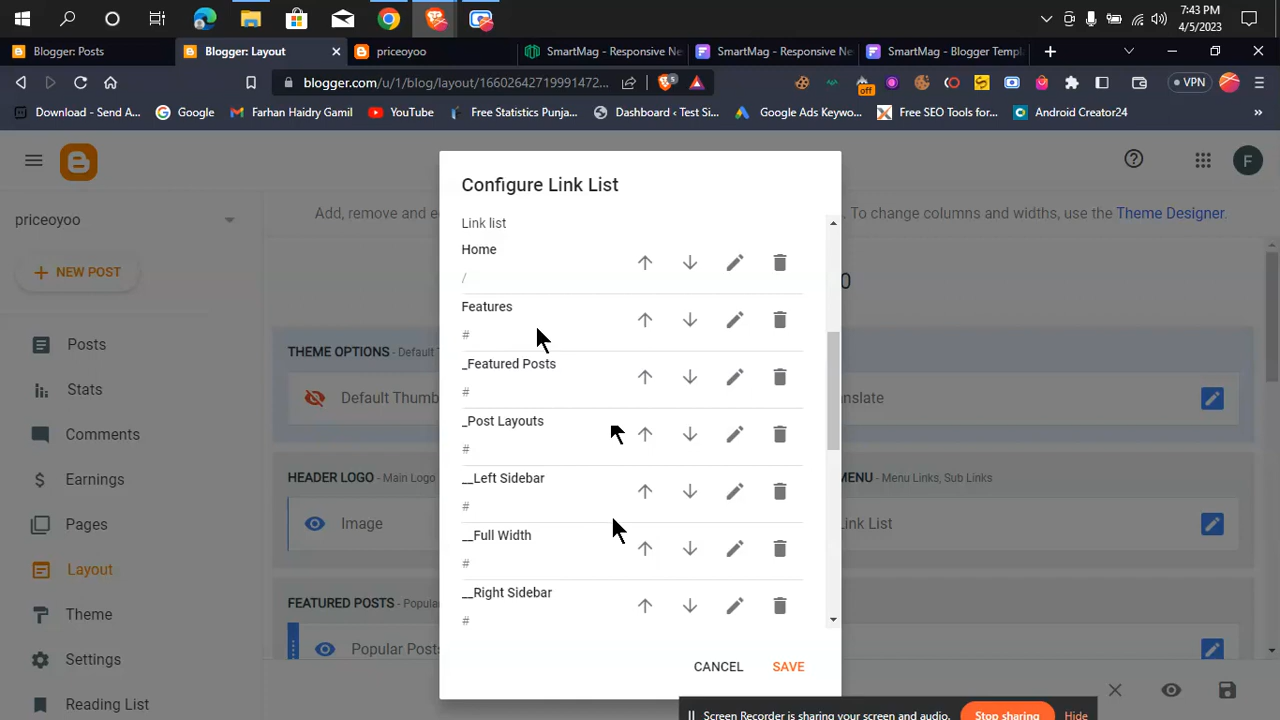 7:43 PM
4/5/2023
Blogger: Posts
Blogger: Layout
priceoyoo
SmartMag - Responsive Ne
SmartMag - Responsive Ne
SmartMag - Blogger Templ
blogger.com/u/1/blog/layout/16602642719991472...
VPN
off
Download - Send A...
Google
Farhan Haidry Gamil
YouTube
Free Statistics Punja...
Dashboard ‹ Test Si...
Google Ads Keywo...
Free SEO Tools for...
Android Creator24
F
priceoyoo
Add, remove and e
. To change columns and widths, use the Theme Designer.
NEW POST
Posts
Stats
Comments
Earnings
Pages
Layout
Theme
Settings
Reading List
THEME OPTIONS - Default T
Default Thumb
anslate
HEADER LOGO - Main Logo
Image
MENU - Menu Links, Sub Links
Link List
FEATURED POSTS - Popula
Popular Posts
Configure Link List
Link list
Home
/
Features
#
_Featured Posts
#
_Post Layouts
#
__Left Sidebar
#
__Full Width
#
__Right Sidebar
#
CANCEL
SAVE
Screen Recorder is sharing your screen and audio.
Stop sharing
Hide